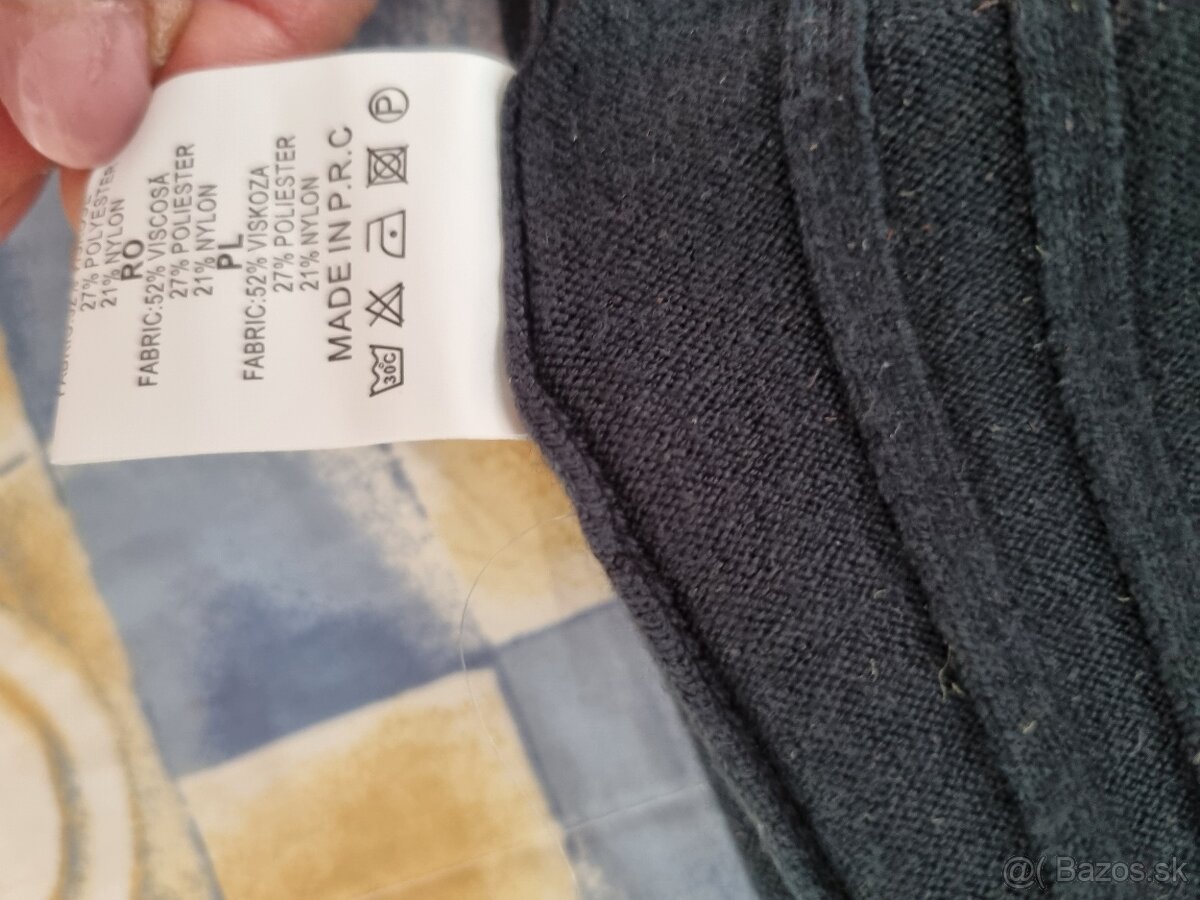 27% POLYESTER
21% NYLON
RO
FABRIC:52% VISCOSĂ
27% POLIESTER
21% NYLON
PL
FABRIC:52% VISKOZA
27% POLIESTER
21% NYLON
MADE IN P.R.C
30°C
P
@( Bazos.sk